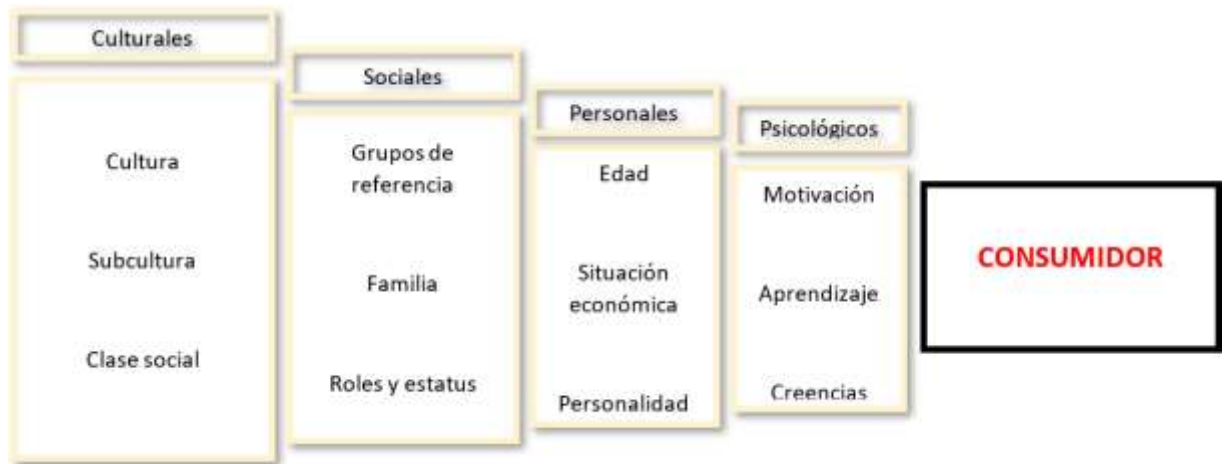 Culturales
Cultura
Subcultura
Clase social
Sociales
Grupos de
referencia
Familia
Roles y estatus
Personales
Edad
Situación
económica
Personalidad
Psicológicos
Motivación
Aprendizaje
Creencias
CONSUMIDOR